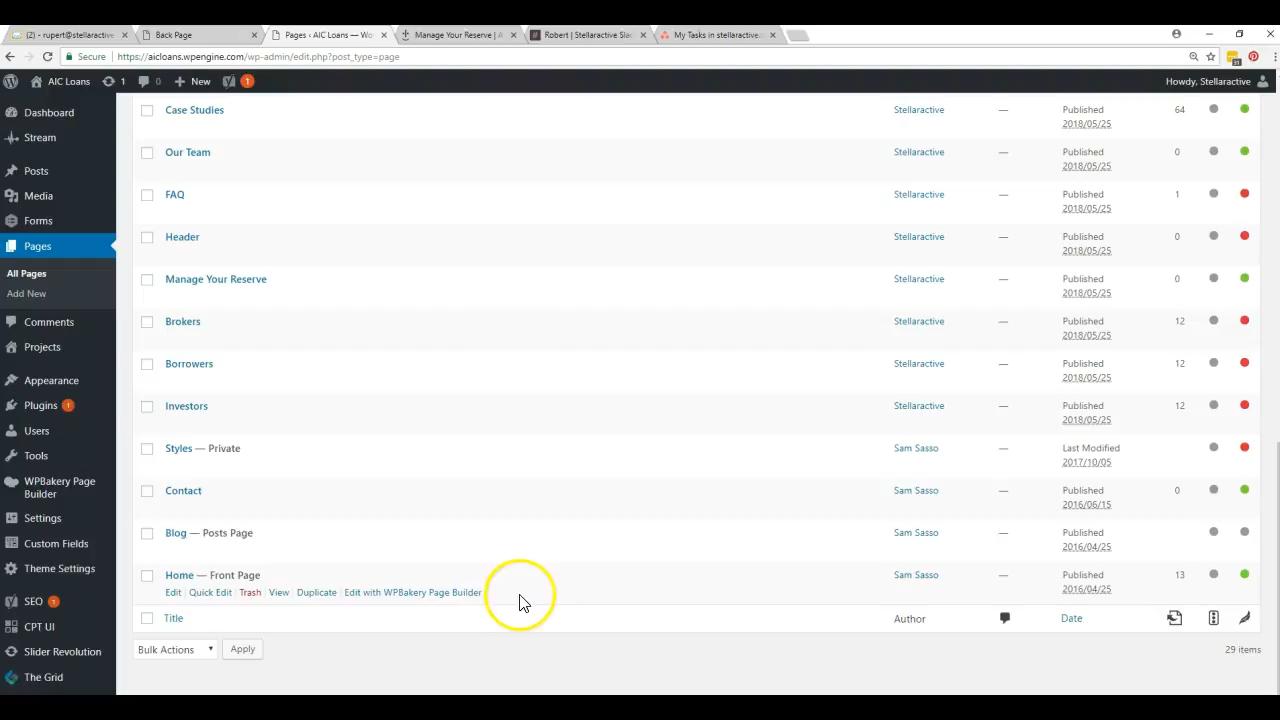 (2) - rupert@stellaractive
Back Page
Pages ‹ AIC Loans — Wo
Manage Your Reserve | A
Robert | Stellaractive Slac
My Tasks in stellaractive.
Secure
https://aicloans.wpengine.com/wp-admin/edit.php?post_type=page
31
AIC Loans
1
0
New
1
Howdy, Stellaractive
Dashboard
Stream
Posts
Media
Forms
Pages
All Pages
Add New
Comments
Projects
Appearance
Plugins 1
Users
Tools
WPBakery Page
Builder
Settings
Custom Fields
Theme Settings
SEO 1
CPT UI
Slider Revolution
The Grid
Case Studies Stellaractive — Published 64
2018/05/25
Our Team Stellaractive — Published 0
2018/05/25
FAQ Stellaractive — Published 1
2018/05/25
Header Stellaractive — Published 0
2018/05/25
Manage Your Reserve Stellaractive — Published 0
2018/05/25
Brokers Stellaractive — Published 12
2018/05/25
Borrowers Stellaractive — Published 12
2018/05/25
Investors Stellaractive — Published 12
2018/05/25
Styles — Private Sam Sasso — Last Modified
2017/10/05
Contact Sam Sasso — Published 0
2016/06/15
Blog — Posts Page Sam Sasso — Published
2016/04/25
Home — Front Page Sam Sasso — Published 13
Edit | Quick Edit | Trash | View | Duplicate | Edit with WPBakery Page Builder 2016/04/25
Title Author Date
Bulk Actions Apply 29 items